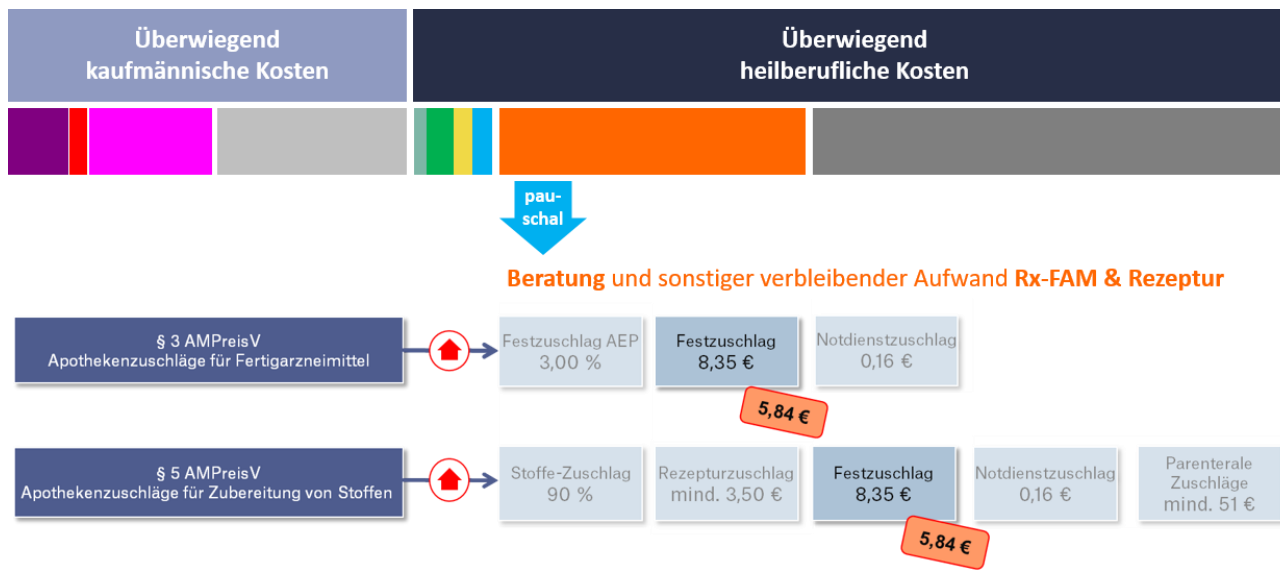 Überwiegend
kaufmännische Kosten
Überwiegend
heilberufliche Kosten
pau-
schal
Beratung und sonstiger verbleibender Aufwand Rx-FAM & Rezeptur
§ 3 AMPreisV
Apothekenzuschläge für Fertigarzneimittel
Festzuschlag AEP
3,00 %
Festzuschlag
8,35 €
Notdienstzuschlag
0,16 €
5,84 €
§ 5 AMPreisV
Apothekenzuschläge für Zubereitung von Stoffen
Stoffe-Zuschlag
90 %
Rezepturzuschlag
mind. 3,50 €
Festzuschlag
8,35 €
Notdienstzuschlag
0,16 €
Parenterale
Zuschläge
mind. 51 €
5,84 €